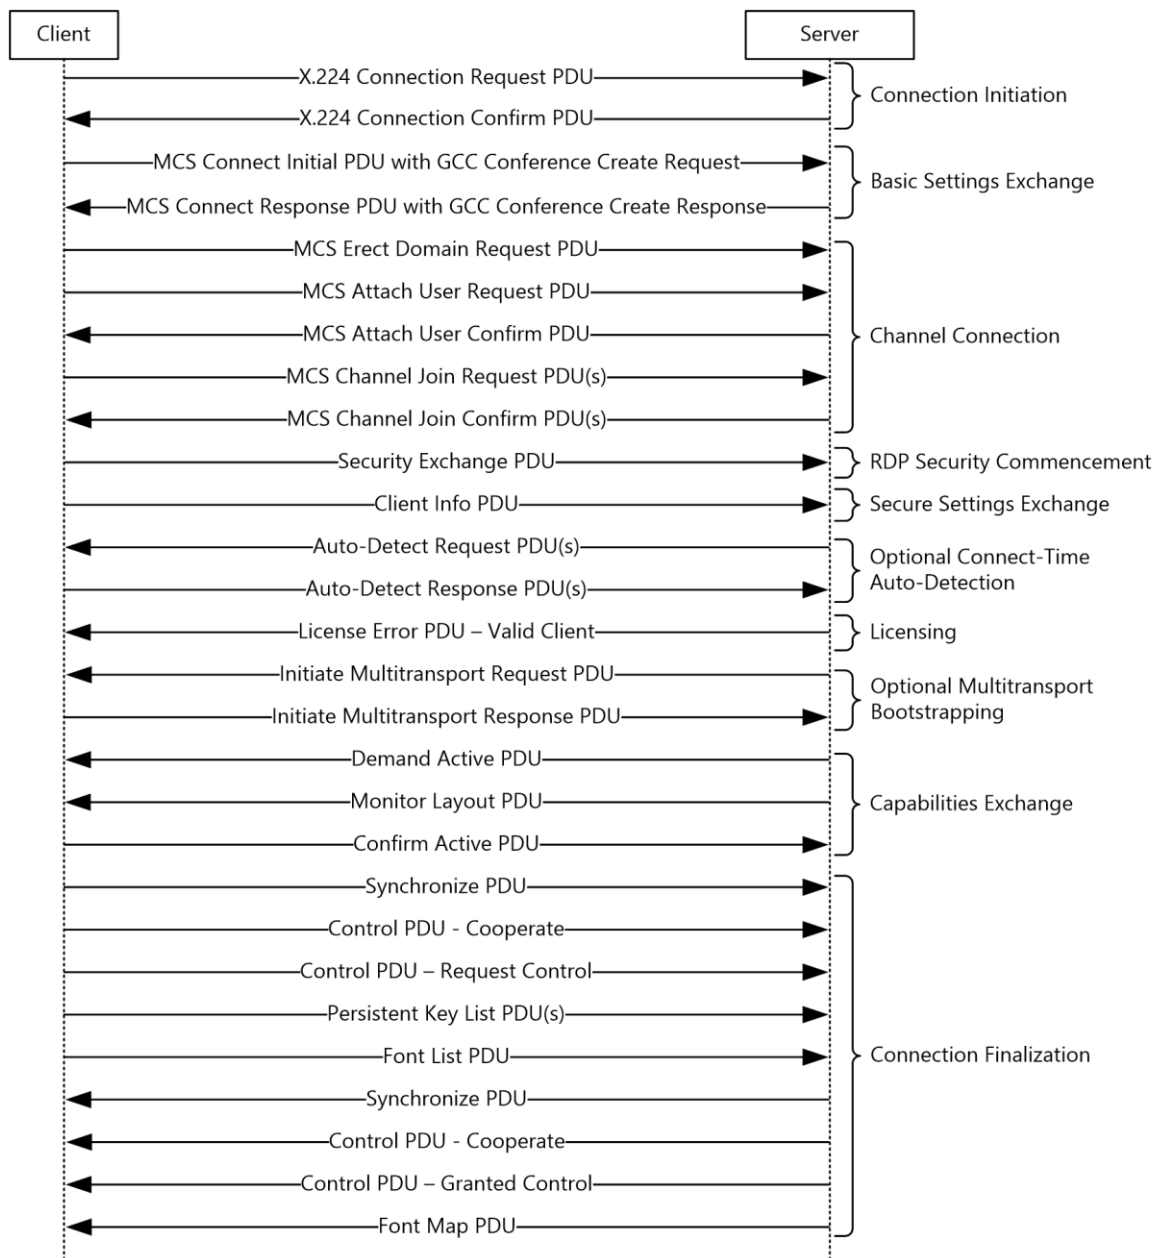 Client
Server
X.224 Connection Request PDU
X.224 Connection Confirm PDU
Connection Initiation
MCS Connect Initial PDU with GCC Conference Create Request
MCS Connect Response PDU with GCC Conference Create Response
Basic Settings Exchange
MCS Erect Domain Request PDU
MCS Attach User Request PDU
MCS Attach User Confirm PDU
MCS Channel Join Request PDU(s)
MCS Channel Join Confirm PDU(s)
Channel Connection
Security Exchange PDU
RDP Security Commencement
Client Info PDU
Secure Settings Exchange
Auto-Detect Request PDU(s)
Auto-Detect Response PDU(s)
Optional Connect-Time
Auto-Detection
License Error PDU – Valid Client
Licensing
Initiate Multitransport Request PDU
Initiate Multitransport Response PDU
Optional Multitransport
Bootstrapping
Demand Active PDU
Monitor Layout PDU
Confirm Active PDU
Capabilities Exchange
Synchronize PDU
Control PDU - Cooperate
Control PDU – Request Control
Persistent Key List PDU(s)
Font List PDU
Synchronize PDU
Control PDU - Cooperate
Control PDU – Granted Control
Font Map PDU
Connection Finalization